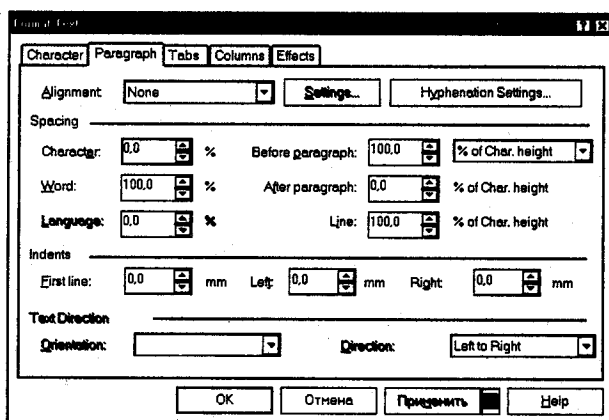 Format Text
Character Paragraph Tabs Columns Effects
Alignment: None Settings... Hyphenation Settings...
Spacing
Character: 0,0 % Before paragraph: 100,0 % of Char. height
Word: 100,0 % After paragraph: 0,0 % of Char. height
Language: 0,0 % Line: 100,0 % of Char. height
Indents
First line: 0,0 mm Left: 0,0 mm Right: 0,0 mm
Text Direction
Orientation: Direction: Left to Right
OK Отмена Применить Help